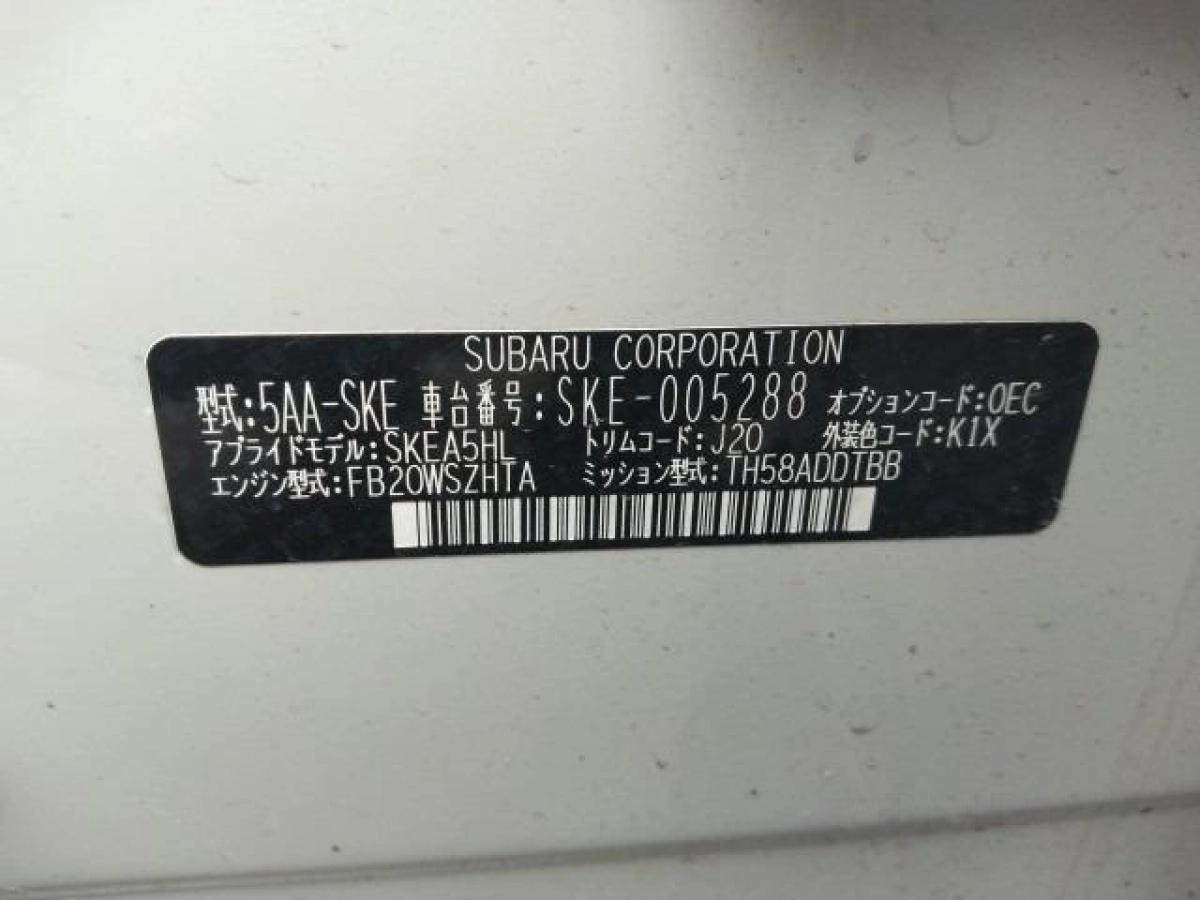 SUBARU CORPORATION
型式:5AA-SKE 車台番号:SKE-005288 オプションコード:0EC
アプライドモデル:SKEA5HL トリムコード:J20 外装色コード:K1X
エンジン型式:FB20WSZHTA ミッション型式:TH58ADDTBB